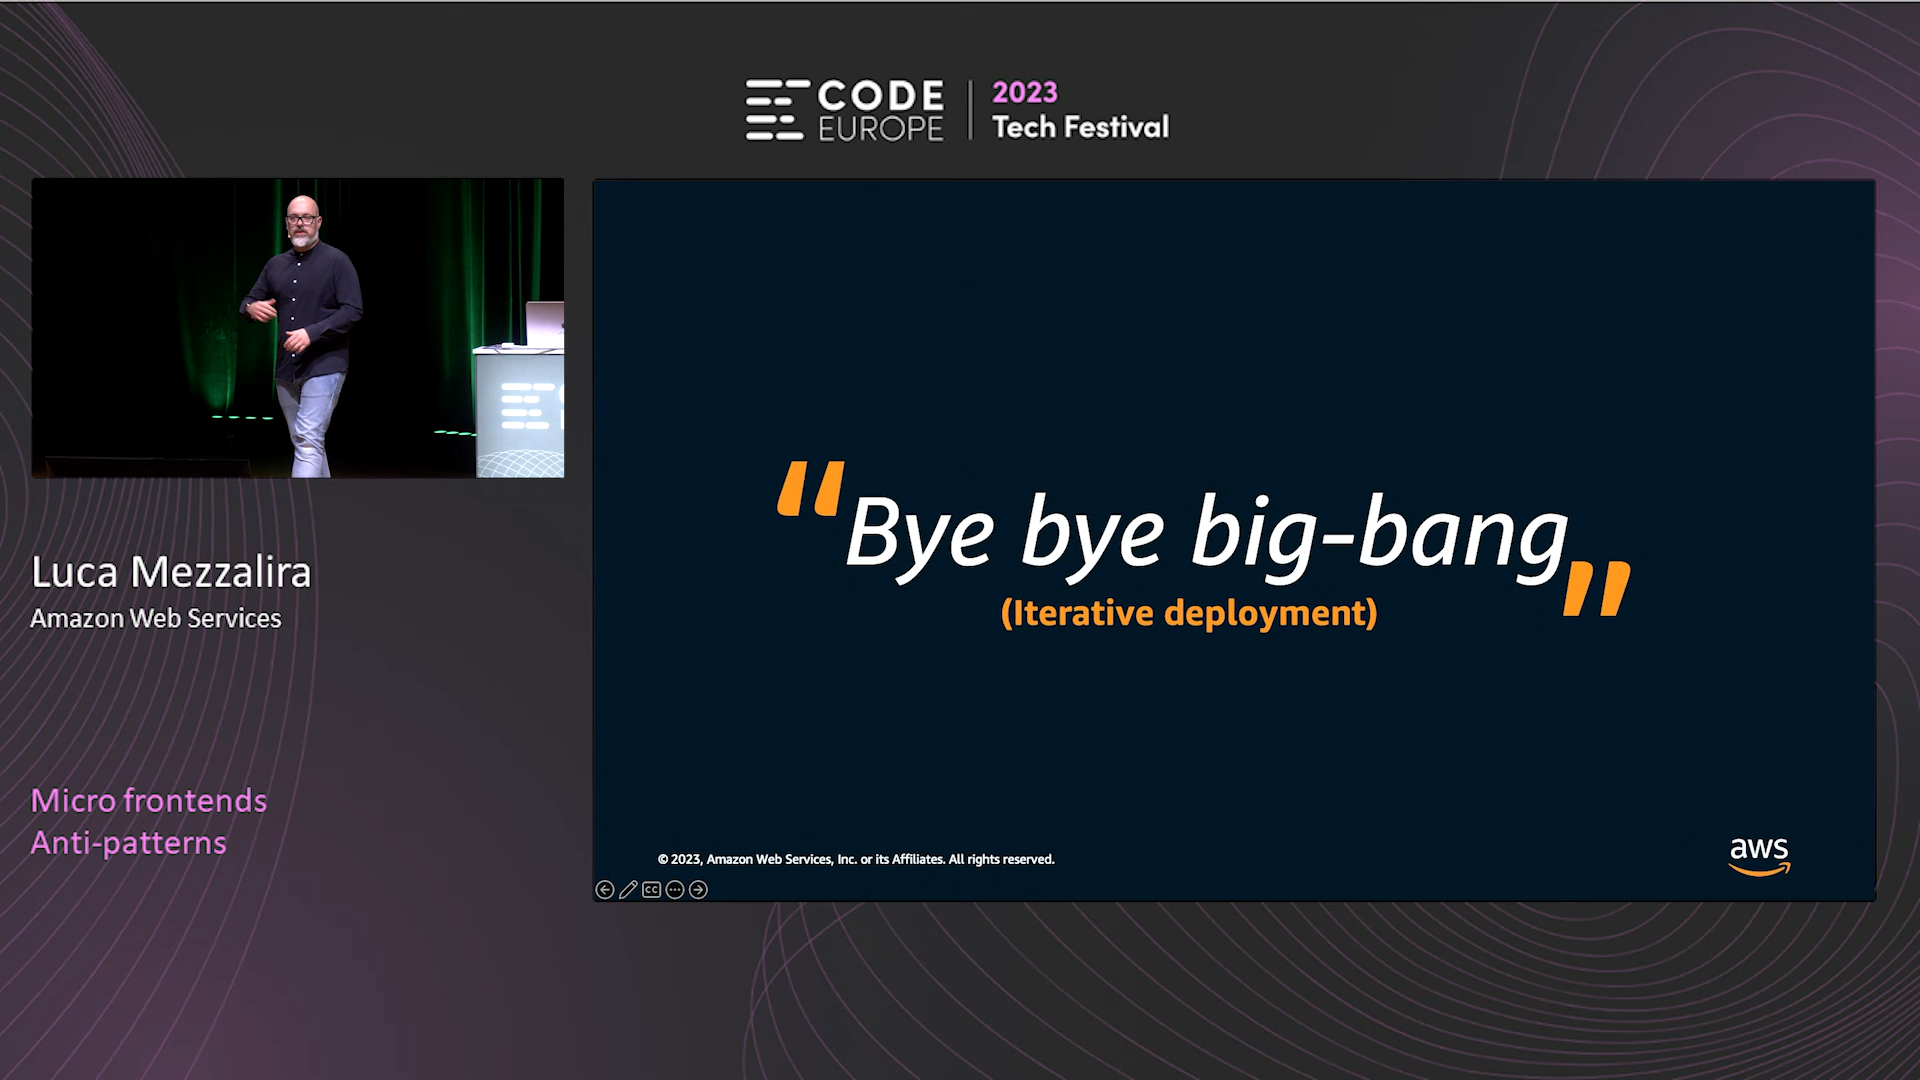 CODE
EUROPE
2023
Tech Festival
Luca Mezzalira
Amazon Web Services
Micro frontends
Anti-patterns
“Bye bye big-bang”
(Iterative deployment)
© 2023, Amazon Web Services, Inc. or its Affiliates. All rights reserved.
aws
CC